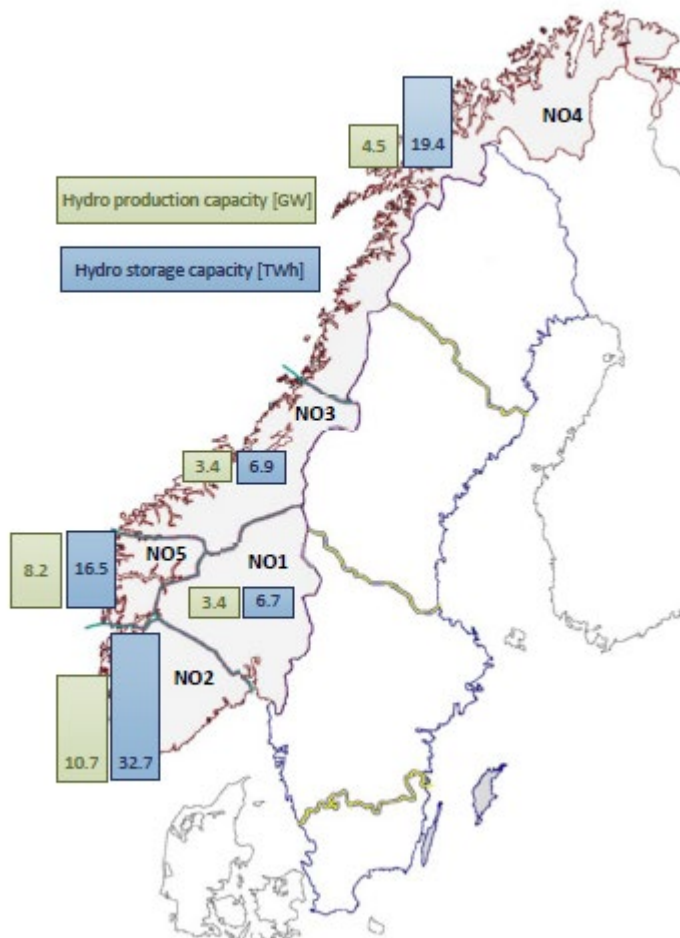 NO4
4.5
19.4
Hydro production capacity [GW]
Hydro storage capacity [TWh]
NO3
3.4
6.9
NO5
NO1
8.2
16.5
3.4
6.7
NO2
10.7
32.7